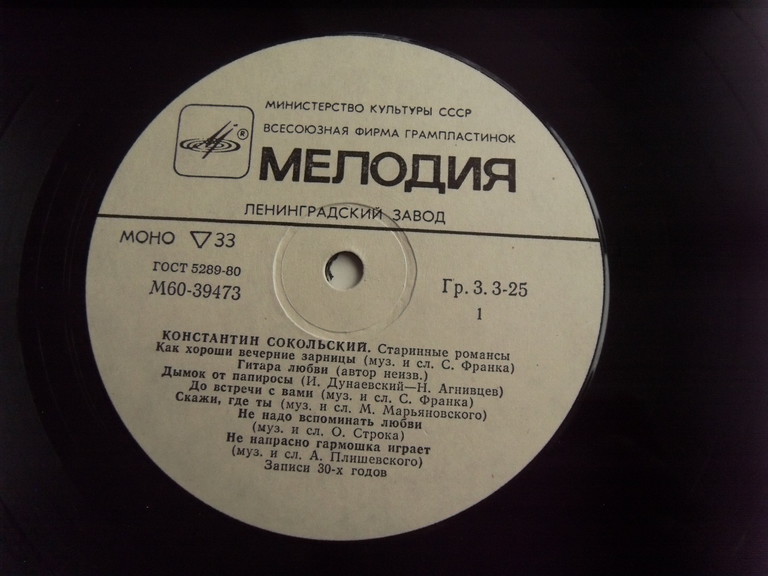 МИНИСТЕРСТВО КУЛЬТУРЫ СССР
ВСЕСОЮЗНАЯ ФИРМА ГРАМПЛАСТИНОК
®
МЕЛОДИЯ
ЛЕНИНГРАДСКИЙ ЗАВОД
МОНО ▽ 33
ГОСТ 5289-80
М60-39473
Гр. 3. 3-25
1
КОНСТАНТИН СОКОЛЬСКИЙ. Старинные романсы
Как хороши вечерние зарницы (муз. и сл. С. Франка)
Гитара любви (автор неизв.)
Дымок от папиросы (И. Дунаевский—Н. Агнивцев)
До встречи с вами (муз. и сл. С. Франка)
Скажи, где ты (муз. и сл. М. Марьяновского)
Не надо вспоминать любви
(муз. и сл. О. Строка)
Не напрасно гармошка играет
(муз. и сл. А. Плишевского)
Записи 30-х годов